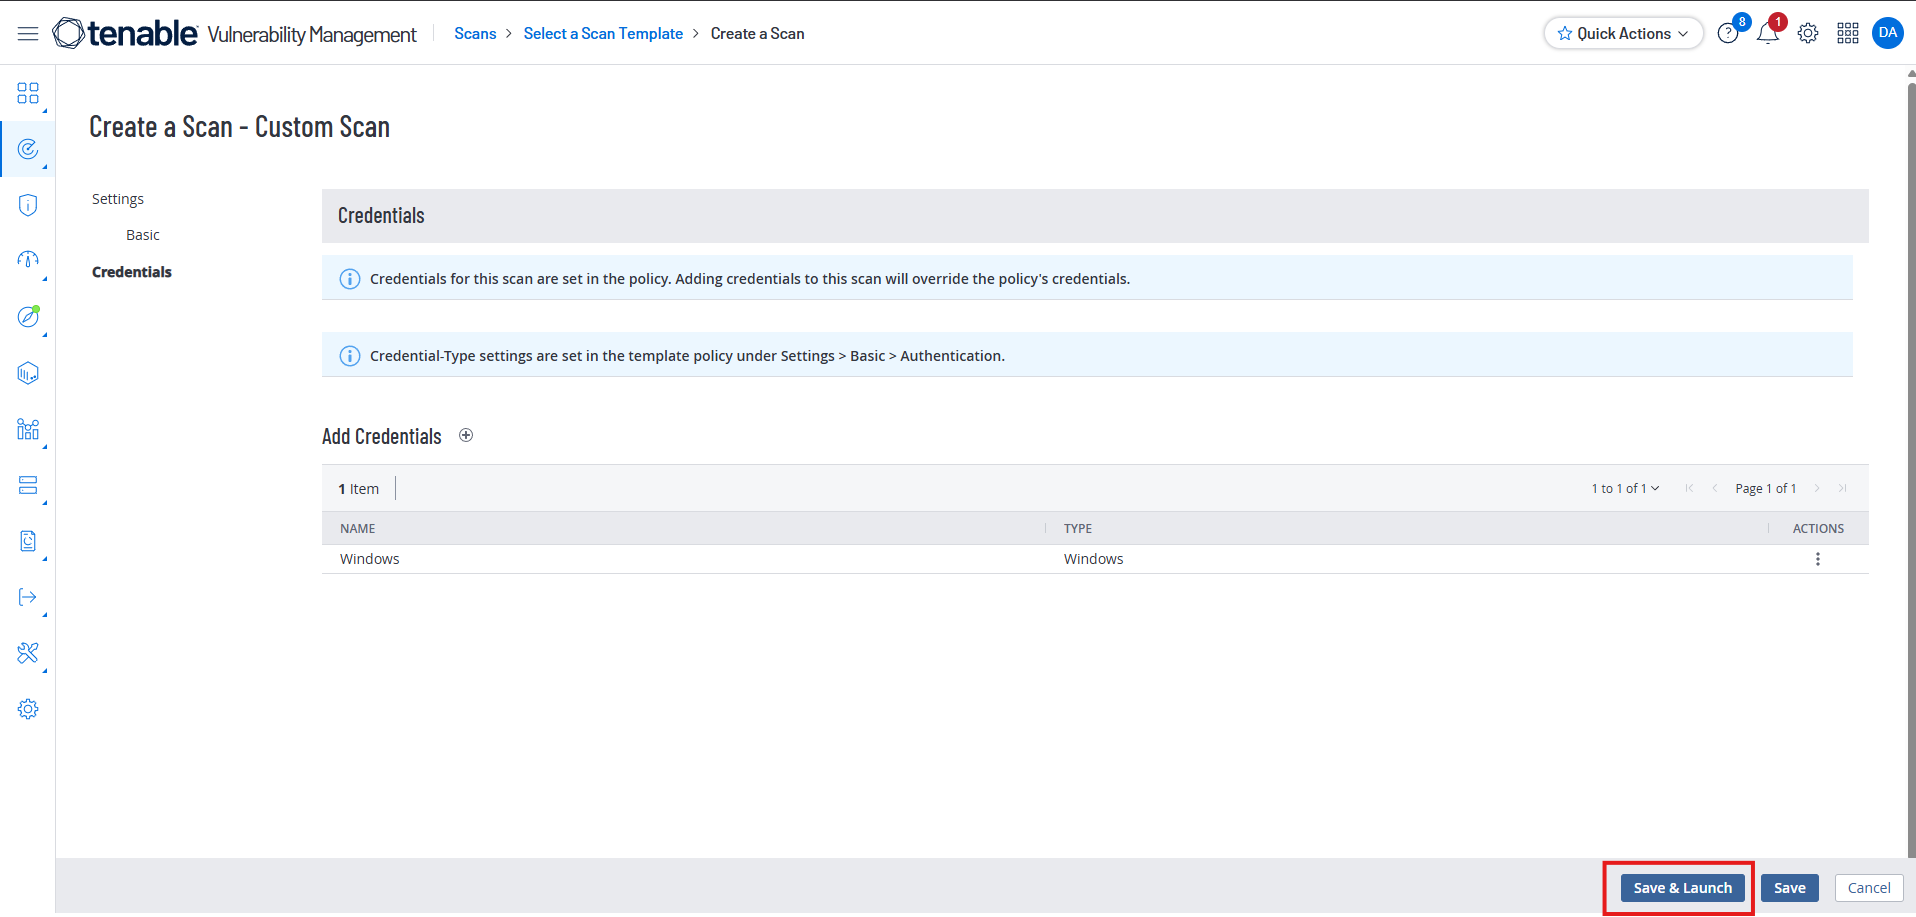 tenable Vulnerability Management Scans > Select a Scan Template > Create a Scan Quick Actions 8 1 DA
Create a Scan - Custom Scan
Settings
Basic
Credentials
Credentials
Credentials for this scan are set in the policy. Adding credentials to this scan will override the policy's credentials.
Credential-Type settings are set in the template policy under Settings > Basic > Authentication.
Add Credentials
1 Item 1 to 1 of 1 Page 1 of 1
NAME TYPE ACTIONS
Windows Windows
Save & Launch Save Cancel